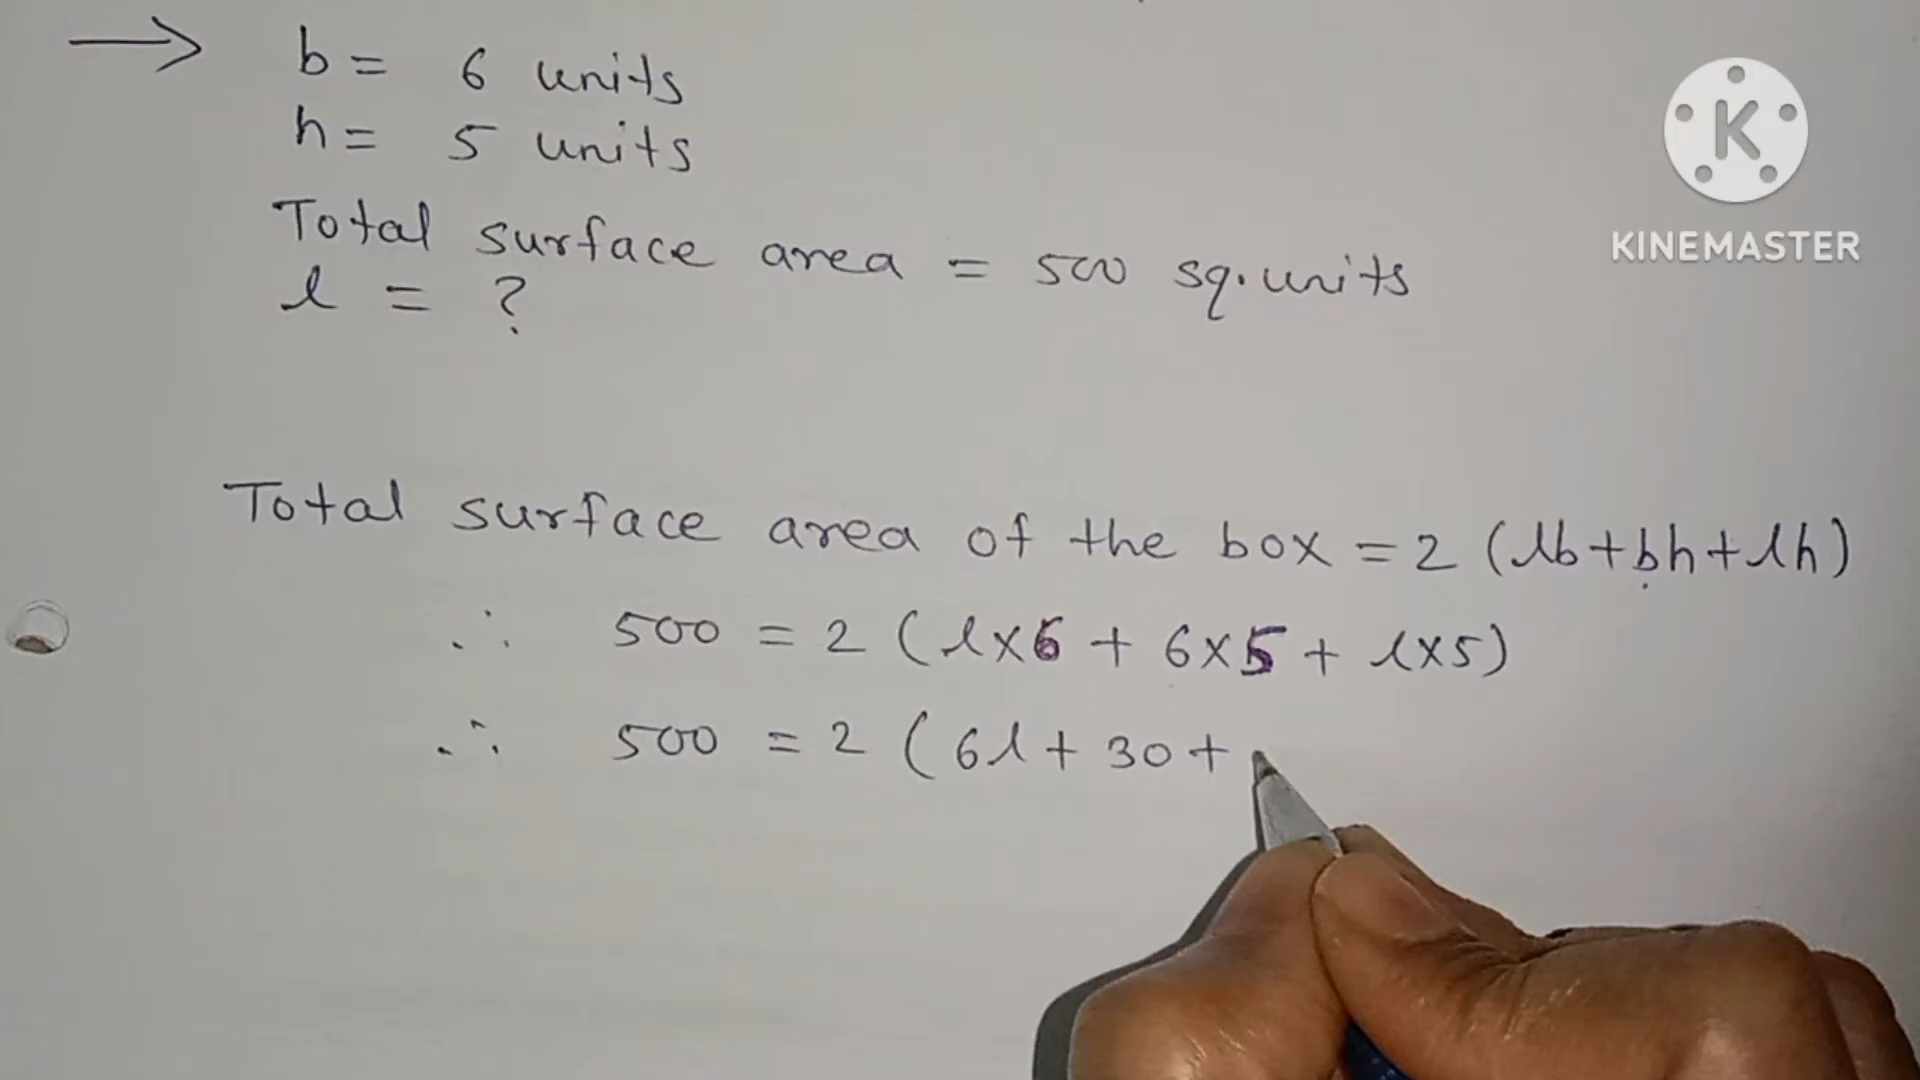 → b = 6 units
h = 5 units
Total surface area = 500 sq. units
l = ?
K
KINEMASTER
Total surface area of the box = 2 (lb + bh + lh)
∴ 500 = 2 (l × 6 + 6 × 5 + l × 5)
∴ 500 = 2 ( 6l + 30 +